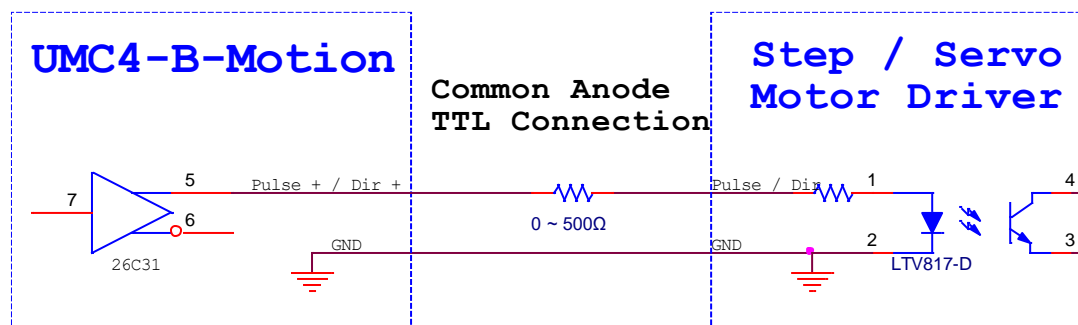 UMC4-B-Motion
Common Anode
TTL Connection
Step / Servo
Motor Driver
7
5
6
26C31
Pulse + / Dir +
0 ~ 500Ω
Pulse / Dir
GND
GND
1
2
LTV817-D
4
3